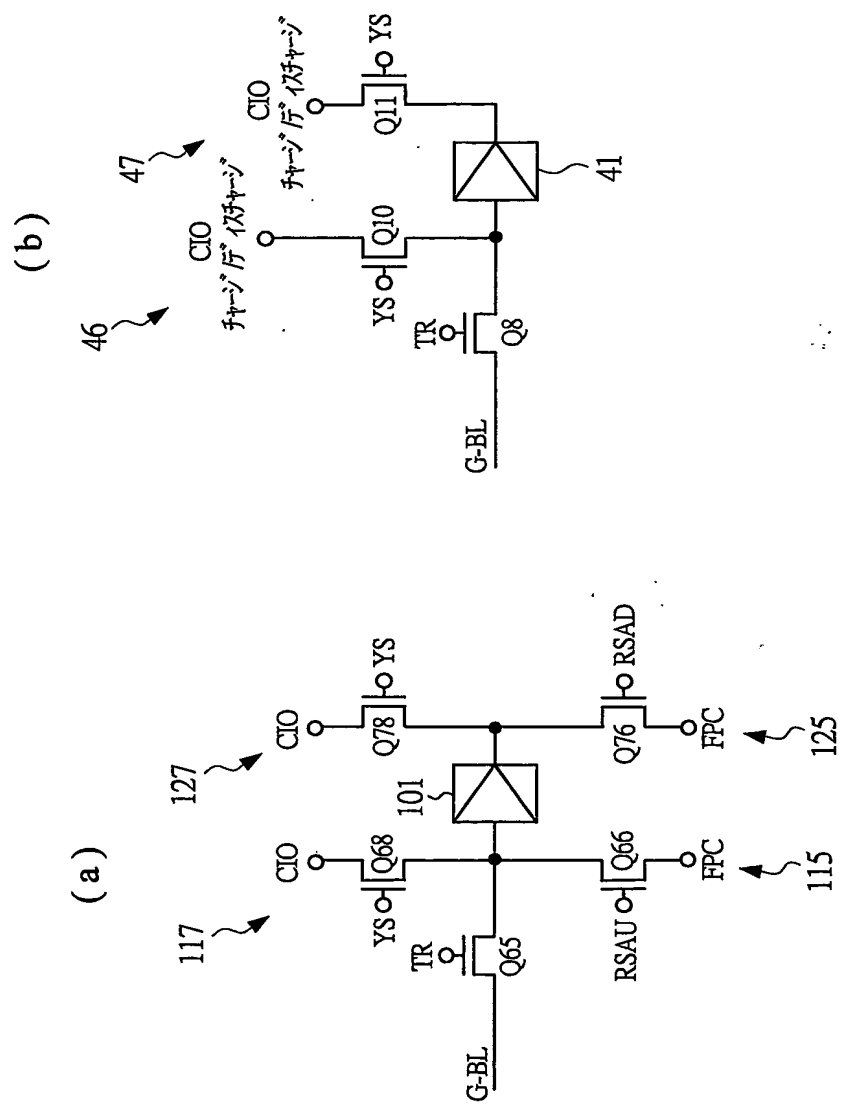 (a)
117
CIO
127
CIO
YS
Q68
101
Q78
YS
TR
G-BL
Q65
RSAU
Q66
FPC
115
Q76
RSAD
FPC
125
(b)
46
CIO
チャージ/ディスチャージ
47
CIO
チャージ/ディスチャージ
YS
Q10
Q11
YS
TR
G-BL
Q8
41